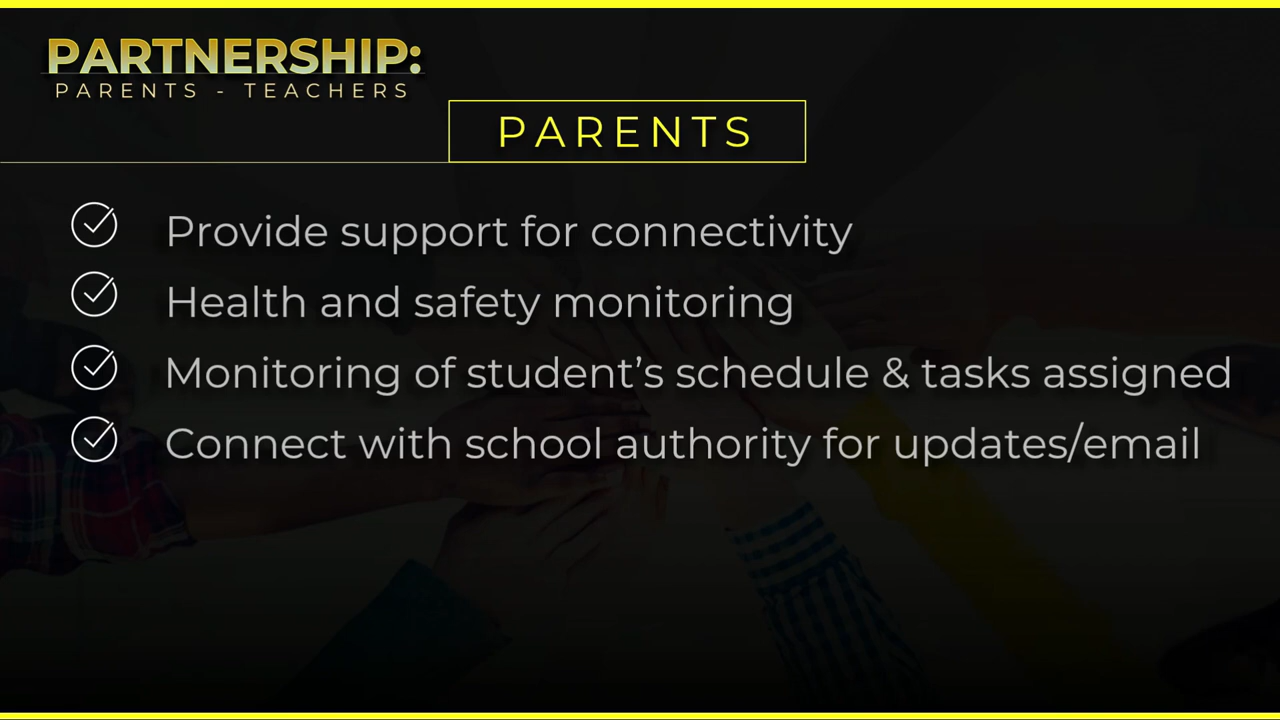 PARTNERSHIP:
PARENTS - TEACHERS
PARENTS
Provide support for connectivity
Health and safety monitoring
Monitoring of student’s schedule & tasks assigned
Connect with school authority for updates/email